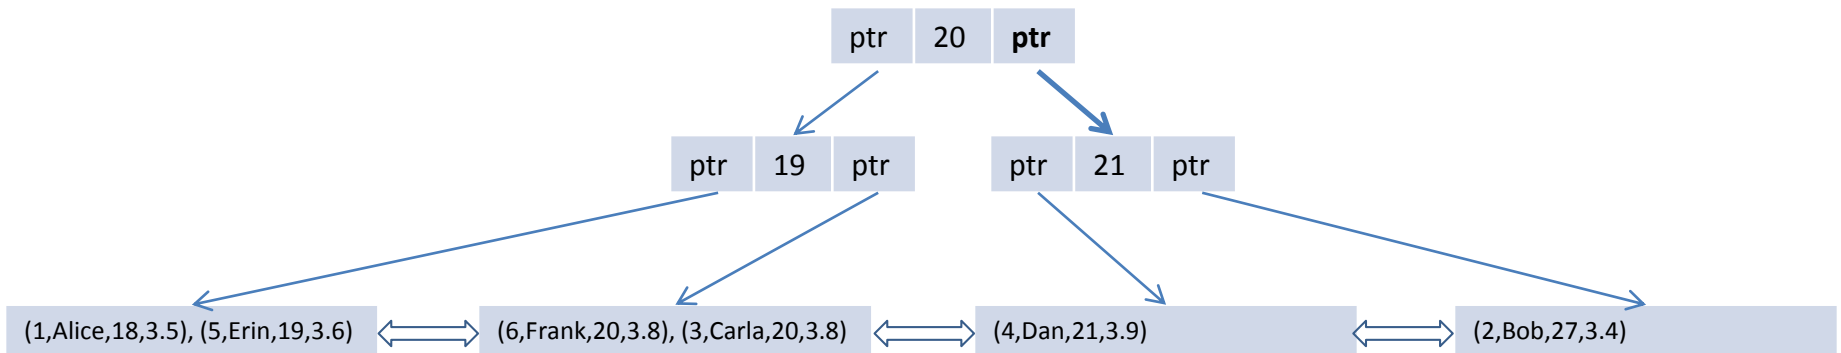 ptr 20 ptr
ptr 19 ptr
ptr 21 ptr
(1,Alice,18,3.5), (5,Erin,19,3.6)
(6,Frank,20,3.8), (3,Carla,20,3.8)
(4,Dan,21,3.9)
(2,Bob,27,3.4)